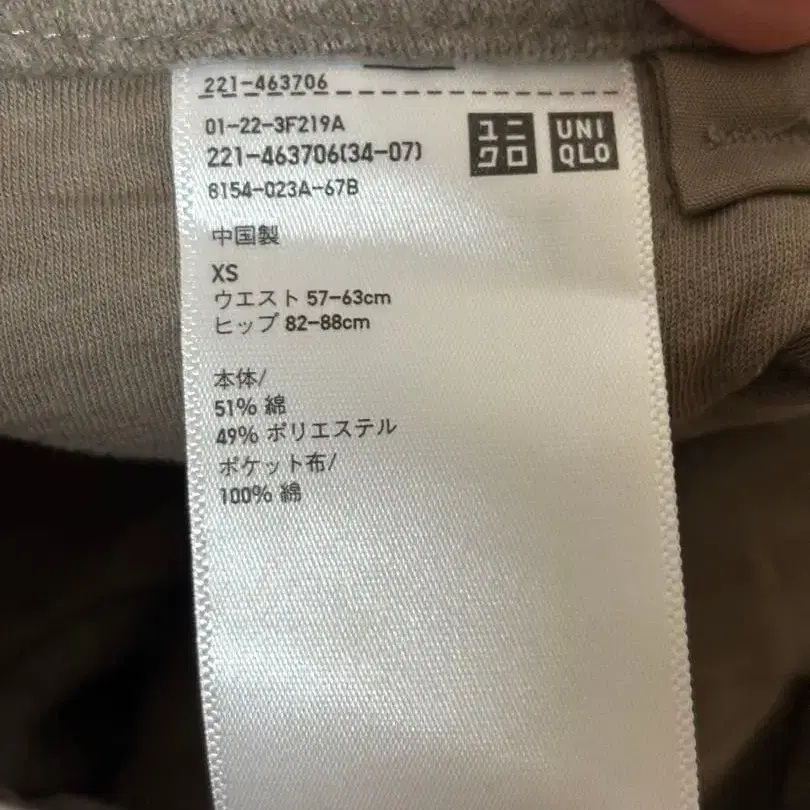 221-463706
01-22-3F219A
221-463706(34-07)
8154-023A-67B
ユニクロ
UNIQLO
中国製
XS
ウエスト 57-63cm
ヒップ 82-88cm
本体/
51% 綿
49% ポリエステル
ポケット布/
100% 綿